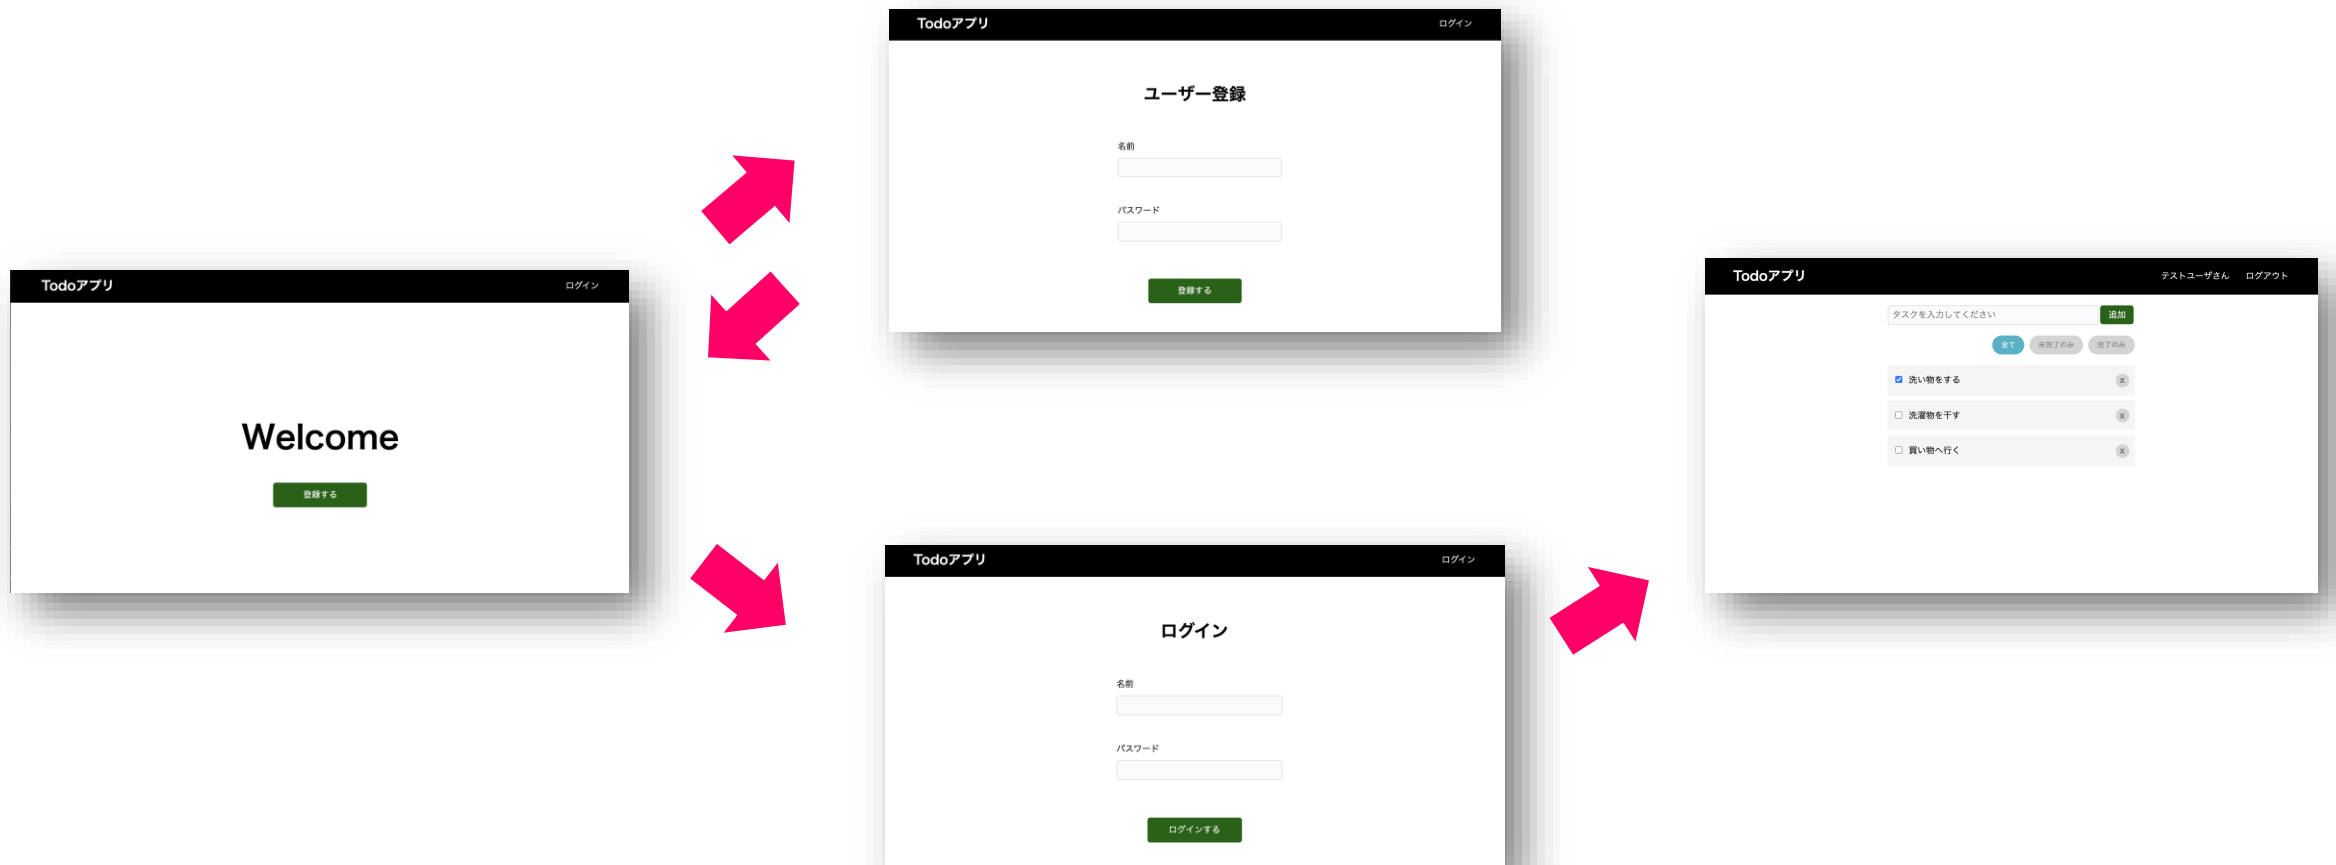 Todoアプリ ログイン
Welcome
登録する
Todoアプリ ログイン
ユーザー登録
名前
パスワード
登録する
Todoアプリ ログイン
ログイン
名前
パスワード
ログインする
Todoアプリ テストユーザさん ログアウト
タスクを入力してください 追加
全て 未完了のみ 完了のみ
洗い物をする x
洗濯物を干す x
買い物へ行く x